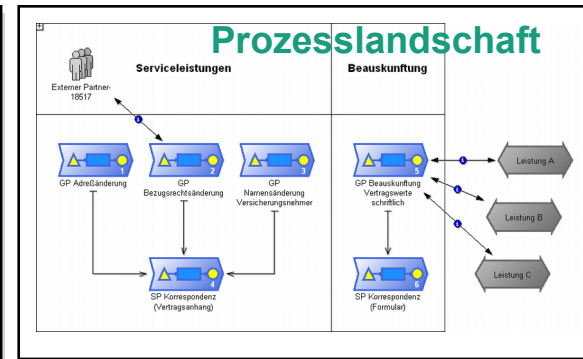 Prozesslandschaft
Serviceleistungen
Beauskunftung
Externer Partner-
18517
1
2
3
5
GP Adreßänderung
GP
Bezugsrechtsänderung
GP
Namensänderung
Versicherungsnehmer
GP Beauskunftung
Vertragswerte
schriftlich
Leistung A
Leistung B
Leistung C
4
6
SP Korrespondenz
(Vertragsanhang)
SP Korrespondenz
(Formular)